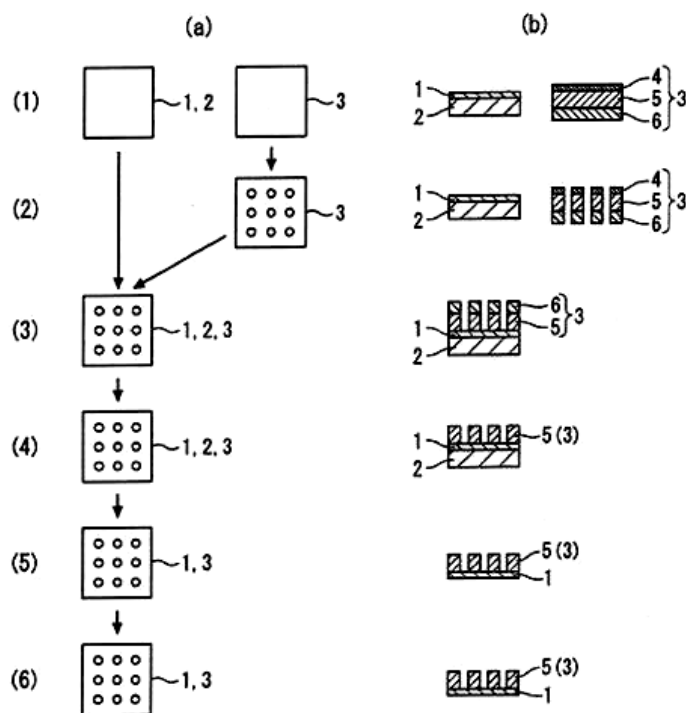 (a) (b)
(1) 1, 2 3 1 2 4 5 6 3
(2) 3 1 2 4 5 6 3
(3) 1, 2, 3 1 2 6 5 3
(4) 1, 2, 3 1 2 5 (3)
(5) 1, 3 5 (3) 1
(6) 1, 3 5 (3) 1